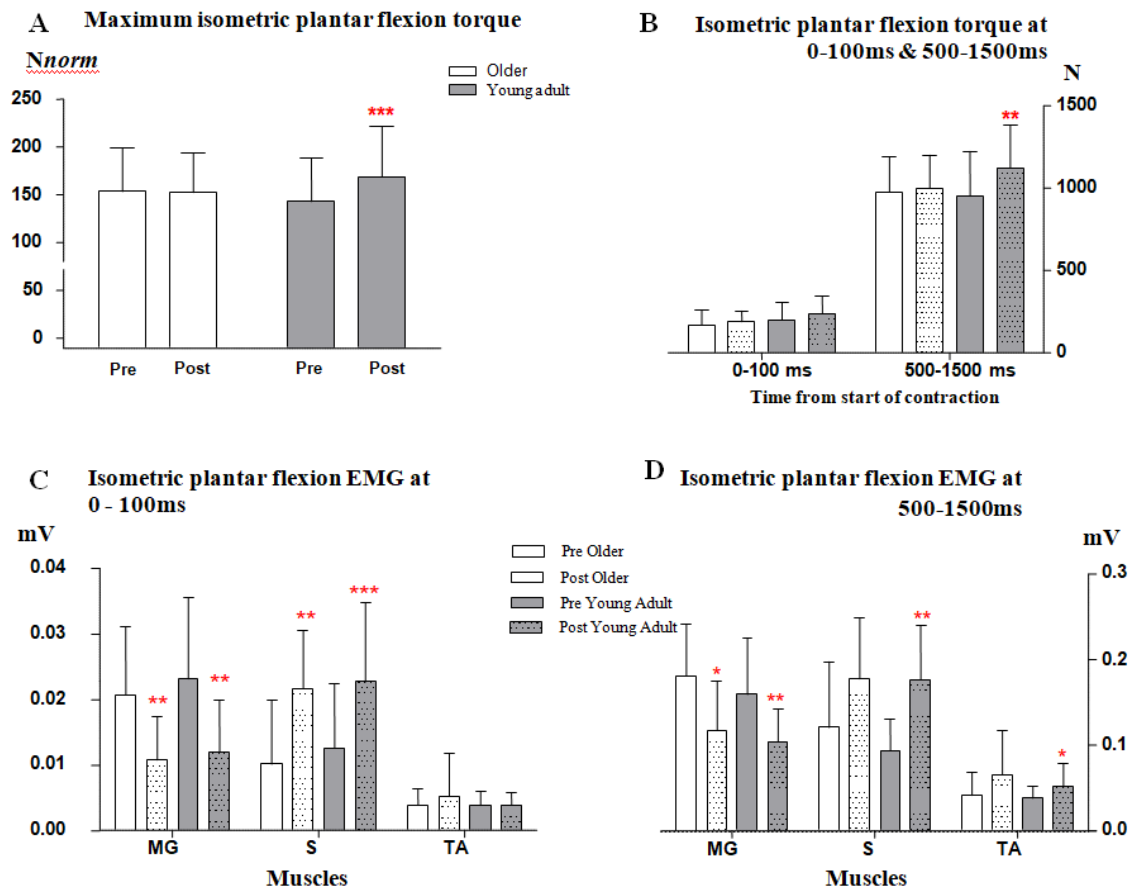 A Maximum isometric plantar flexion torque
Nnorm
Older
Young adult
250
200
150
100
50
0
***
Pre Post Pre Post
B Isometric plantar flexion torque at
0-100ms & 500-1500ms
N
1500
1000
500
0
**
0-100 ms 500-1500 ms
Time from start of contraction
C Isometric plantar flexion EMG at
0 - 100ms
mV
0.04
0.03
0.02
0.01
0.00
** ** ** ***
MG S TA
Muscles
Pre Older
Post Older
Pre Young Adult
Post Young Adult
D Isometric plantar flexion EMG at
500-1500ms
mV
0.3
0.2
0.1
0.0
* ** ** *
MG S TA
Muscles